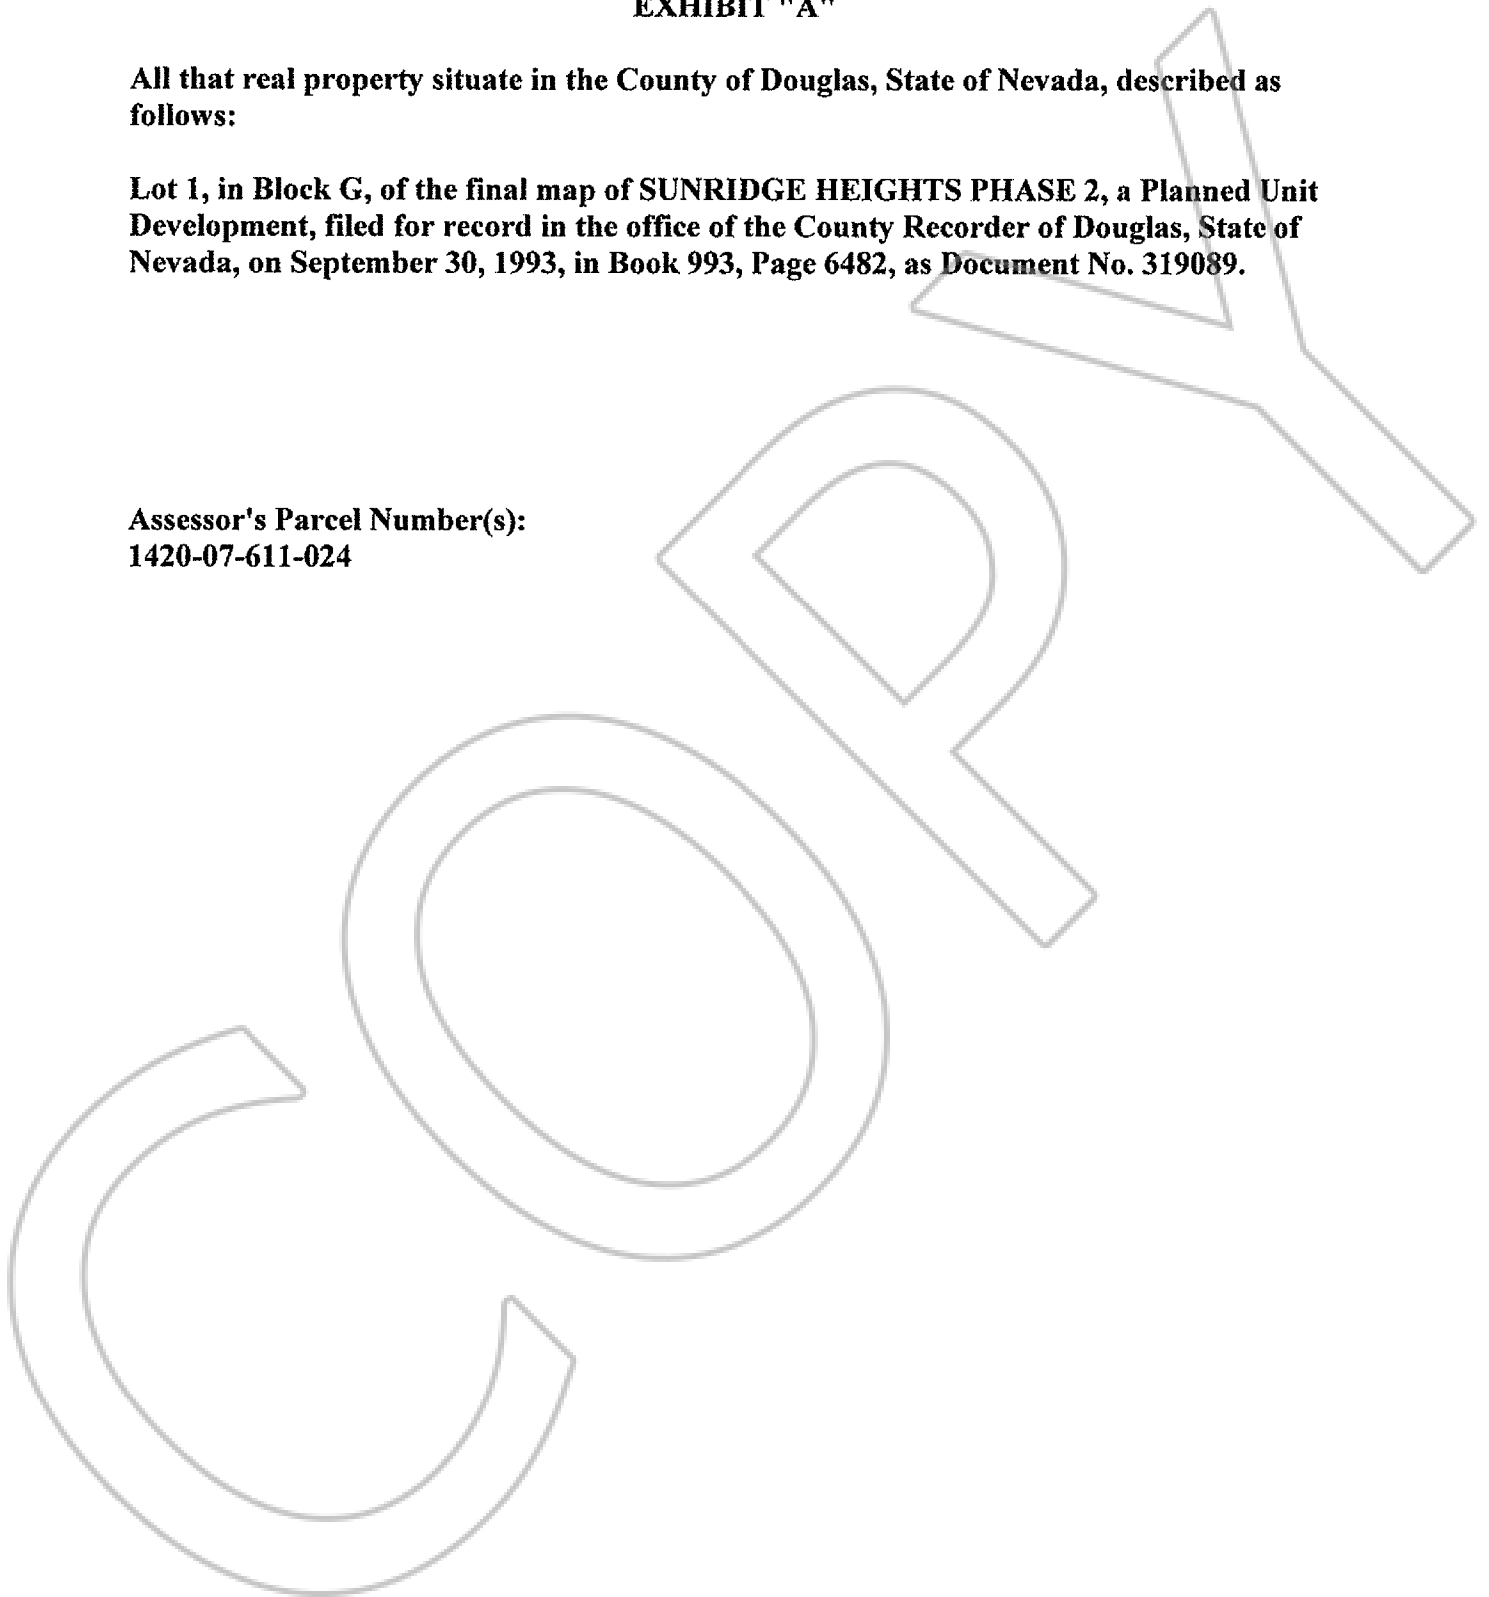 EXHIBIT "A"
All that real property situate in the County of Douglas, State of Nevada, described as
follows:
Lot 1, in Block G, of the final map of SUNRIDGE HEIGHTS PHASE 2, a Planned Unit
Development, filed for record in the office of the County Recorder of Douglas, State of
Nevada, on September 30, 1993, in Book 993, Page 6482, as Document No. 319089.
Assessor's Parcel Number(s):
1420-07-611-024
COPY